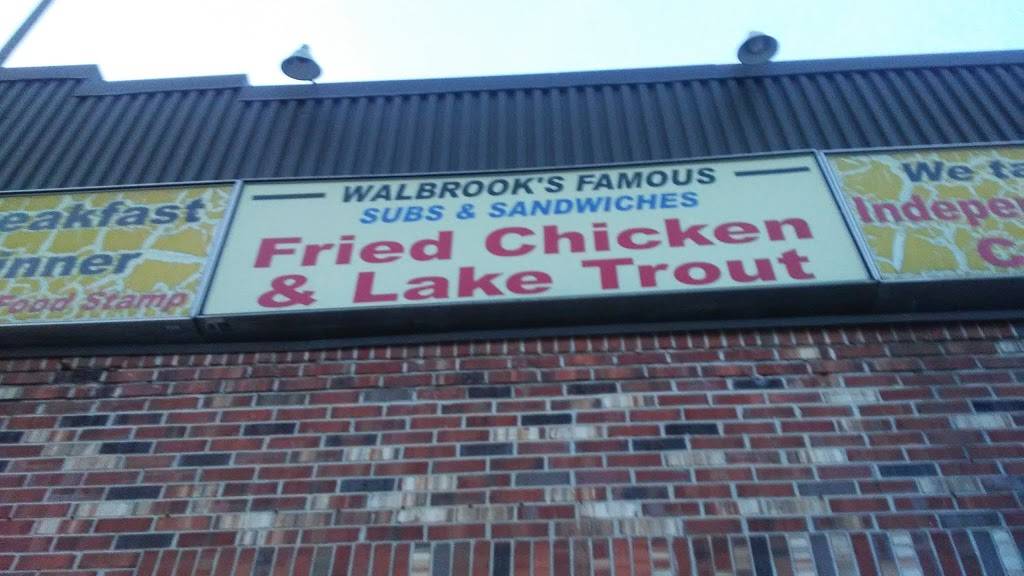 eakfast
inner
Food Stamp
WALBROOK'S FAMOUS
SUBS & SANDWICHES
Fried Chicken
& Lake Trout
We ta
Indepe
C